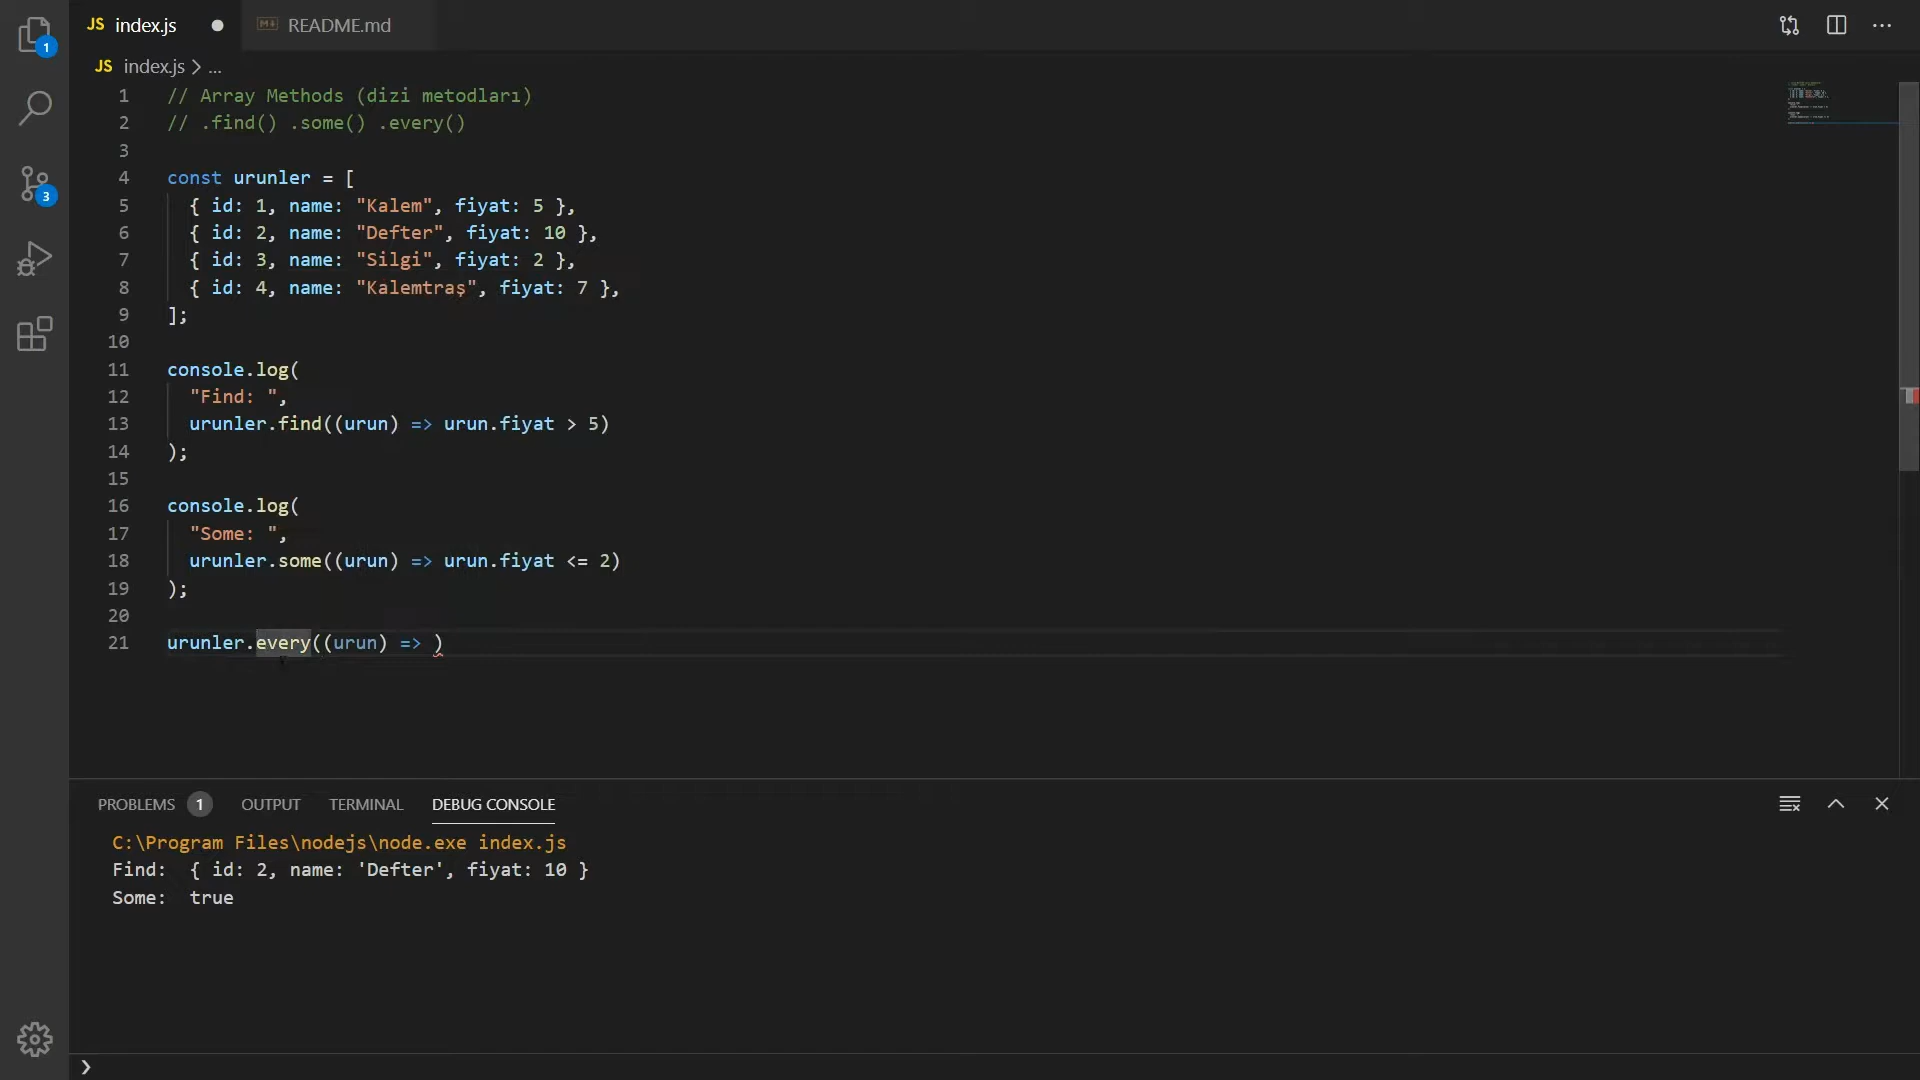 JS index.js ● README.md
1
JS index.js > ...
1 // Array Methods (dizi metodları)
2 // .find() .some() .every()
3
4 const urunler = [
5 { id: 1, name: "Kalem", fiyat: 5 },
6 { id: 2, name: "Defter", fiyat: 10 },
7 { id: 3, name: "Silgi", fiyat: 2 },
8 { id: 4, name: "Kalemtraş", fiyat: 7 },
9 ];
10
11 console.log(
12 "Find: ",
13 urunler.find((urun) => urun.fiyat > 5)
14 );
15
16 console.log(
17 "Some: ",
18 urunler.some((urun) => urun.fiyat <= 2)
19 );
20
21 urunler.every((urun) => )
3
PROBLEMS 1 OUTPUT TERMINAL DEBUG CONSOLE
C:\Program Files\nodejs\node.exe index.js
Find: { id: 2, name: 'Defter', fiyat: 10 }
Some: true